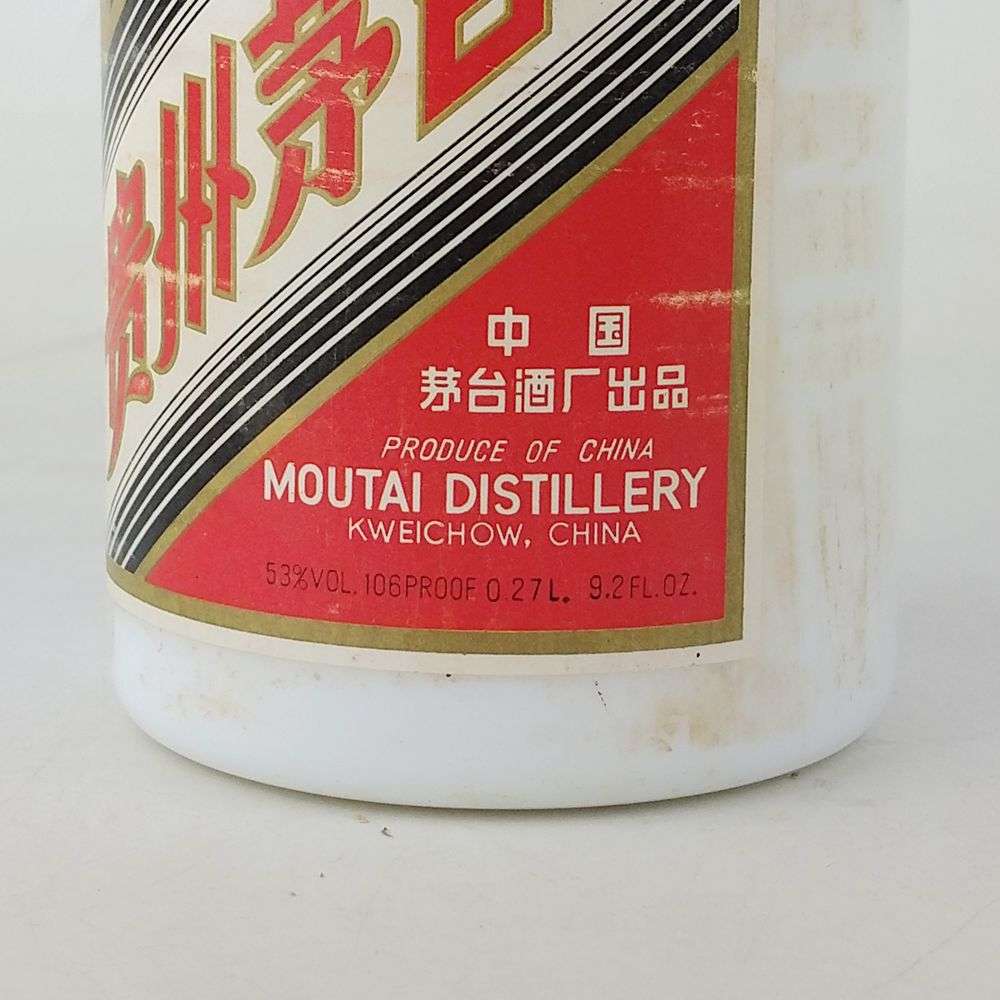 贵州茅台
中国
茅台酒厂出品
PRODUCE OF CHINA
MOUTAI DISTILLERY
KWEICHOW, CHINA
53%VOL. 106PROOF 0.27L. 9.2FL.OZ.